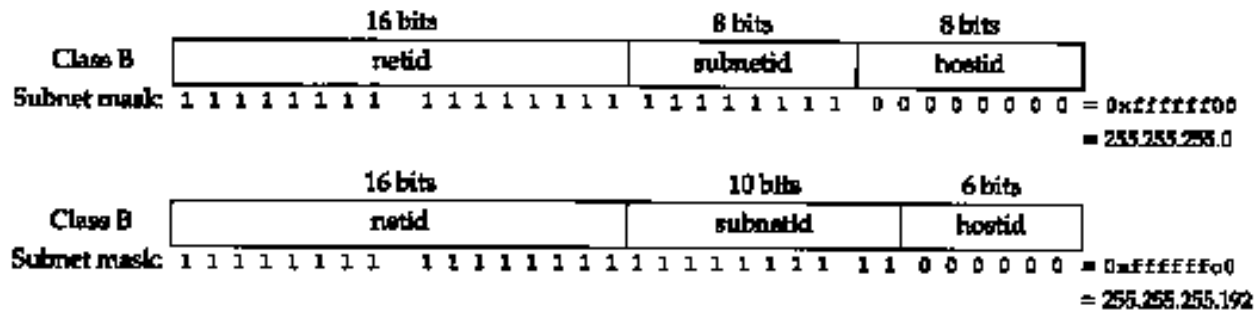 16 bits 8 bits 8 bits
Class B netid subnetid hostid
Subnet mask: 1 1 1 1 1 1 1 1 1 1 1 1 1 1 1 1 1 1 1 1 1 1 1 1 0 0 0 0 0 0 0 0 = 0xffffff00
= 255.255.255.0
16 bits 10 bits 6 bits
Class B netid subnetid hostid
Subnet mask: 1 1 1 1 1 1 1 1 1 1 1 1 1 1 1 1 1 1 1 1 1 1 1 1 1 1 0 0 0 0 0 0 = 0xffffffc0
= 255.255.255.192